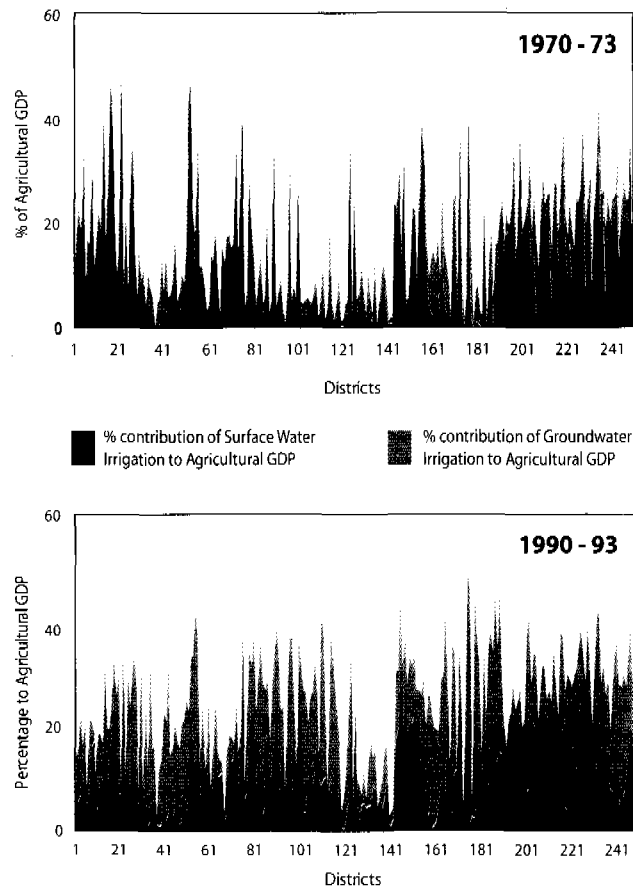 60
1970 - 73
40
20
0
% of Agricultural GDP
1 21 41 61 81 101 121 141 161 181 201 221 241
Districts
% contribution of Surface Water
Irrigation to Agricultural GDP
% contribution of Groundwater
Irrigation to Agricultural GDP
60
1990 - 93
40
20
0
Percentage to Agricultural GDP
1 21 41 61 81 101 121 141 161 181 201 221 241
Districts